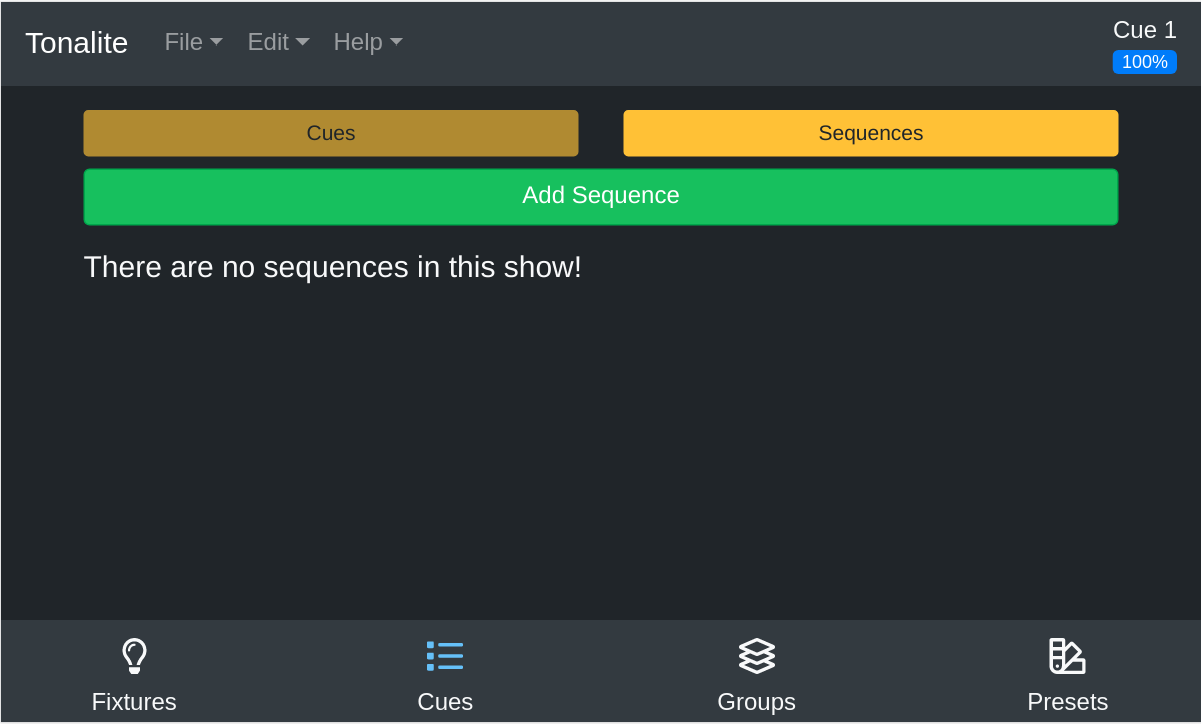 Tonalite File Edit Help Cue 1
100%
Cues Sequences
Add Sequence
There are no sequences in this show!
Fixtures Cues Groups Presets